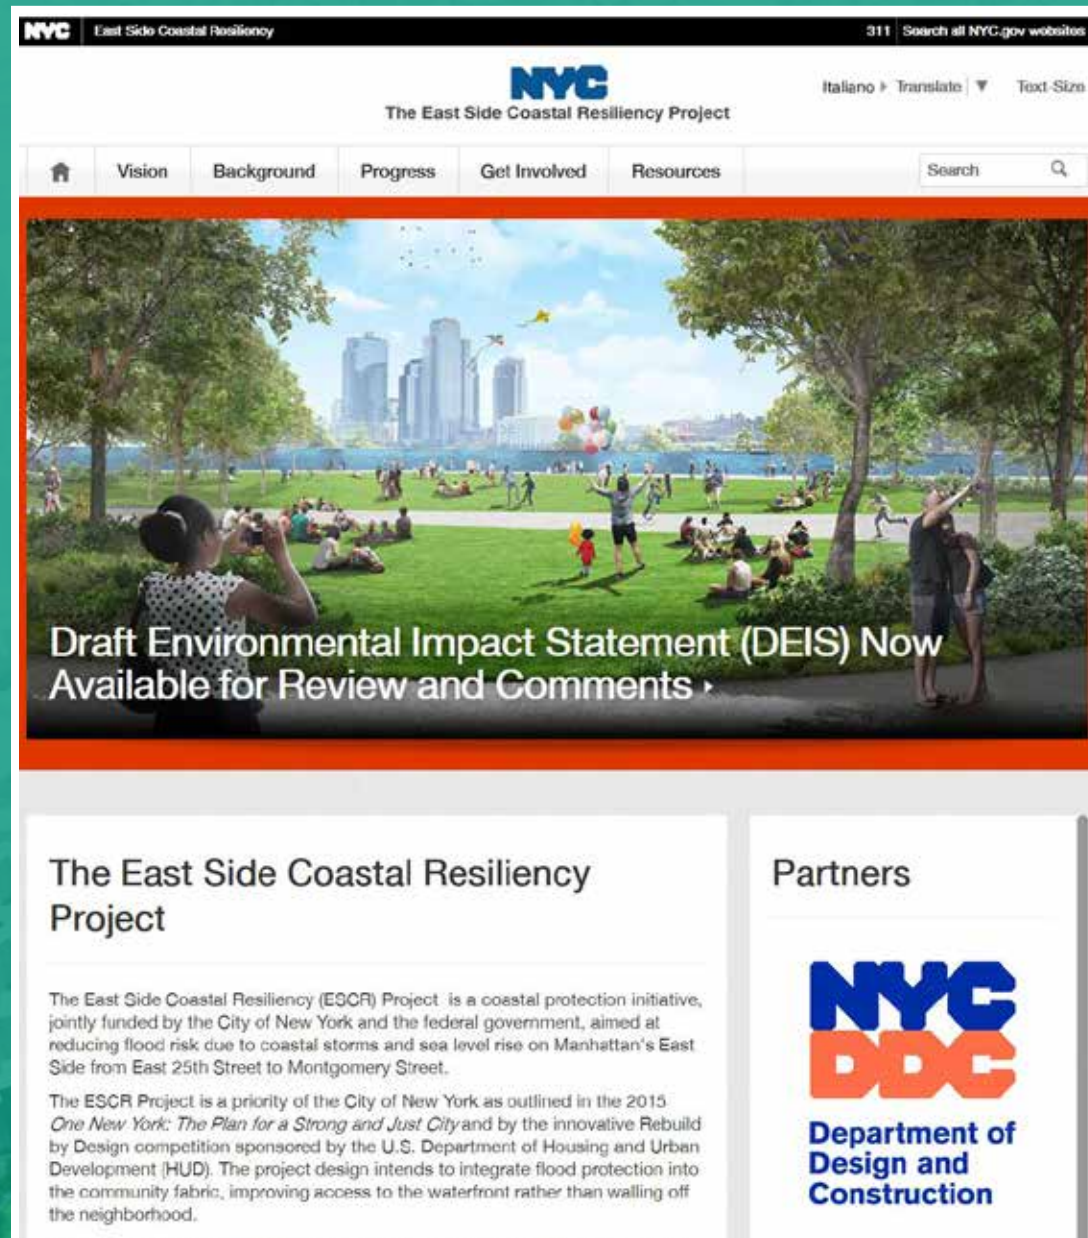 NYC East Side Coastal Resiliency 311 Search all NYC.gov websites
NYC
The East Side Coastal Resiliency Project
Italiano Translate Text-Size
Vision Background Progress Get Involved Resources Search
Draft Environmental Impact Statement (DEIS) Now
Available for Review and Comments
The East Side Coastal Resiliency
Project
The East Side Coastal Resiliency (ESCR) Project is a coastal protection initiative,
jointly funded by the City of New York and the federal government, aimed at
reducing flood risk due to coastal storms and sea level rise on Manhattan's East
Side from East 25th Street to Montgomery Street.
The ESCR Project is a priority of the City of New York as outlined in the 2015
One New York: The Plan for a Strong and Just City and by the innovative Rebuild
by Design competition sponsored by the U.S. Department of Housing and Urban
Development (HUD). The project design intends to integrate flood protection into
the community fabric, improving access to the waterfront rather than walling off
the neighborhood.
Partners
NYC
DDC
Department of
Design and
Construction